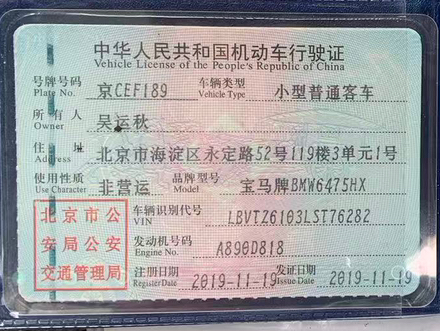 中华人民共和国机动车行驶证
Vehicle License of the People's Republic of China
号牌号码 京CEF189 车辆类型 小型普通客车
Plate No. Vehicle Type
所有人 吴运秋
Owner
住址 北京市海淀区永定路52号119楼3单元1号
Address
使用性质 非营运 品牌型号 宝马牌BMW6475HX
Use Character Model
北京市公安局公安交通管理局
车辆识别代号 LBVTZ6103LST76282
VIN
发动机号码 A890D818
Engine No.
注册日期 2019-11-19 发证日期 2019-11-19
Register Date Issue Date